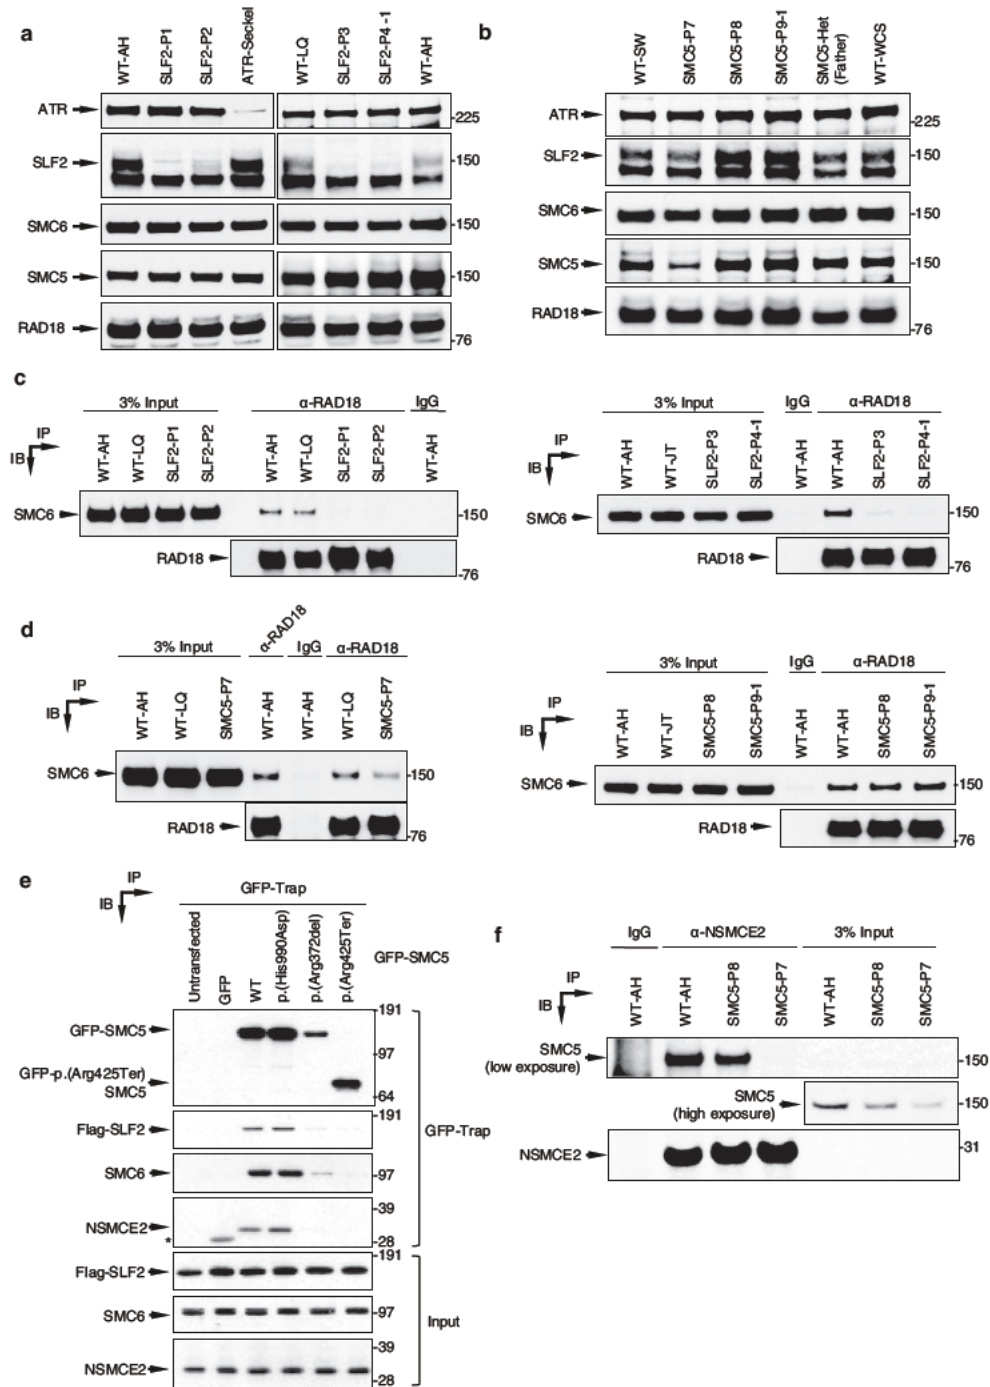 a
WT-AH
SLF2-P1
SLF2-P2
ATR-Seckel
WT-LQ
SLF2-P3
SLF2-P4 -1
WT-AH
ATR
-225
SLF2
-150
SMC6
-150
SMC5
-150
RAD18
-76
b
WT-SW
SMC5-P7
SMC5-P8
SMC5-P9-1
SMC5-Het
(Father)
WT-WCS
ATR
-225
SLF2
-150
SMC6
-150
SMC5
-150
RAD18
-76
c
3% Input
α-RAD18
IgG
IP
IB
WT-AH
WT-LQ
SLF2-P1
SLF2-P2
WT-AH
WT-LQ
SLF2-P1
SLF2-P2
WT-AH
SMC6
-150
RAD18
-76
3% Input
IgG
α-RAD18
IP
IB
WT-AH
WT-JT
SLF2-P3
SLF2-P4-1
WT-AH
WT-AH
SLF2-P3
SLF2-P4-1
SMC6
-150
RAD18
-76
d
3% Input
α-RAD18
IgG
α-RAD18
IP
IB
WT-AH
WT-LQ
SMC5-P7
WT-AH
WT-AH
WT-LQ
SMC5-P7
SMC6
-150
RAD18
-76
3% Input
IgG
α-RAD18
IP
IB
WT-AH
WT-JT
SMC5-P8
SMC5-P9-1
WT-AH
WT-AH
SMC5-P8
SMC5-P9-1
SMC6
-150
RAD18
-76
e
IP
IB
GFP-Trap
Untransfected
GFP
WT
p.(His990Asp)
p.(Arg372del)
p.(Arg425Ter)
GFP-SMC5
GFP-SMC5
-191
-97
GFP-p.(Arg425Ter)
SMC5
-64
Flag-SLF2
-191
GFP-Trap
SMC6
-97
NSMCE2
-39
*
-28
Flag-SLF2
-191
SMC6
-97
Input
NSMCE2
-39
-28
f
IgG
α-NSMCE2
3% Input
IP
IB
WT-AH
WT-AH
SMC5-P8
SMC5-P7
WT-AH
SMC5-P8
SMC5-P7
SMC5
(low exposure)
-150
SMC5
(high exposure)
-150
NSMCE2
-31